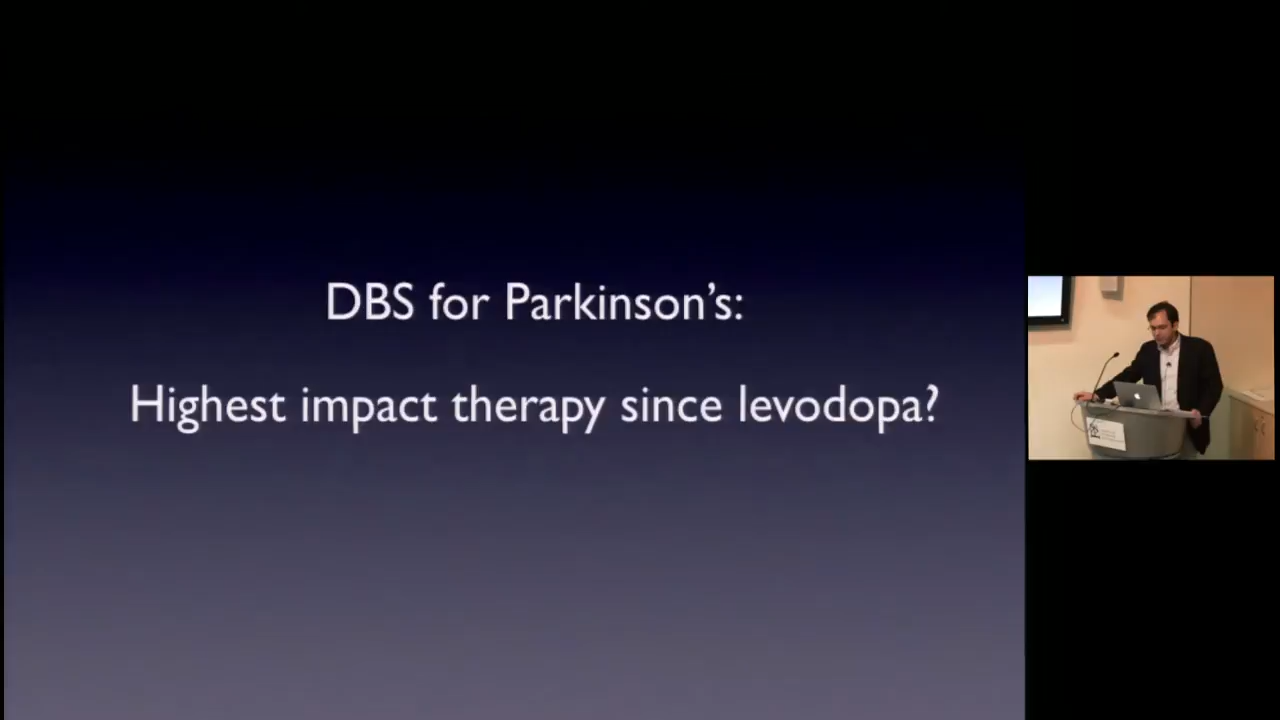 DBS for Parkinson’s:
Highest impact therapy since levodopa?